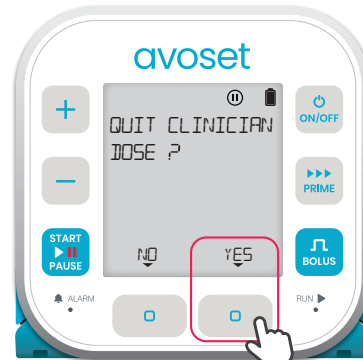 avoset
+
ON/OFF
QUIT CLINICIAN
DOSE ?
−
PRIME
START
PAUSE
NO
YES
BOLUS
ALARM
RUN